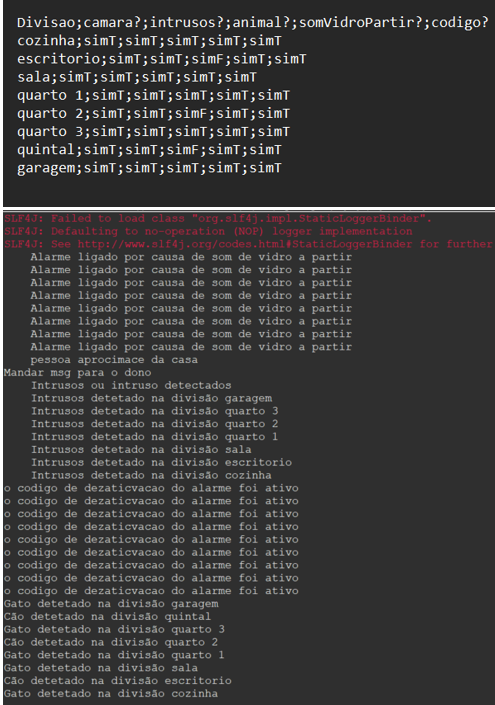 Divisao;camara?;intrusos?;animal?;somVidroPartir?;codigo?
cozinha;simT;simT;simT;simT;simT
escritorio;simT;simT;simF;simT;simT
sala;simT;simT;simT;simT;simT
quarto 1;simT;simT;simT;simT;simT
quarto 2;simT;simT;simF;simT;simT
quarto 3;simT;simT;simT;simT;simT
quintal;simT;simT;simF;simT;simT
garagem;simT;simT;simT;simT;simT
SLF4J: Failed to load class "org.slf4j.impl.StaticLoggerBinder".
SLF4J: Defaulting to no-operation (NOP) logger implementation
SLF4J: See http://www.slf4j.org/codes.html#StaticLoggerBinder for further
Alarme ligado por causa de som de vidro a partir
Alarme ligado por causa de som de vidro a partir
Alarme ligado por causa de som de vidro a partir
Alarme ligado por causa de som de vidro a partir
Alarme ligado por causa de som de vidro a partir
Alarme ligado por causa de som de vidro a partir
Alarme ligado por causa de som de vidro a partir
Alarme ligado por causa de som de vidro a partir
pessoa aprocimace da casa
Mandar msg para o dono
Intrusos ou intruso detectados
Intrusos detetado na divisão garagem
Intrusos detetado na divisão quarto 3
Intrusos detetado na divisão quarto 2
Intrusos detetado na divisão quarto 1
Intrusos detetado na divisão sala
Intrusos detetado na divisão escritorio
Intrusos detetado na divisão cozinha
o codigo de dezaticvacao do alarme foi ativo
o codigo de dezaticvacao do alarme foi ativo
o codigo de dezaticvacao do alarme foi ativo
o codigo de dezaticvacao do alarme foi ativo
o codigo de dezaticvacao do alarme foi ativo
o codigo de dezaticvacao do alarme foi ativo
o codigo de dezaticvacao do alarme foi ativo
o codigo de dezaticvacao do alarme foi ativo
o codigo de dezaticvacao do alarme foi ativo
Gato detetado na divisão garagem
Cão detetado na divisão quintal
Gato detetado na divisão quarto 3
Cão detetado na divisão quarto 2
Gato detetado na divisão quarto 1
Gato detetado na divisão sala
Cão detetado na divisão escritorio
Gato detetado na divisão cozinha